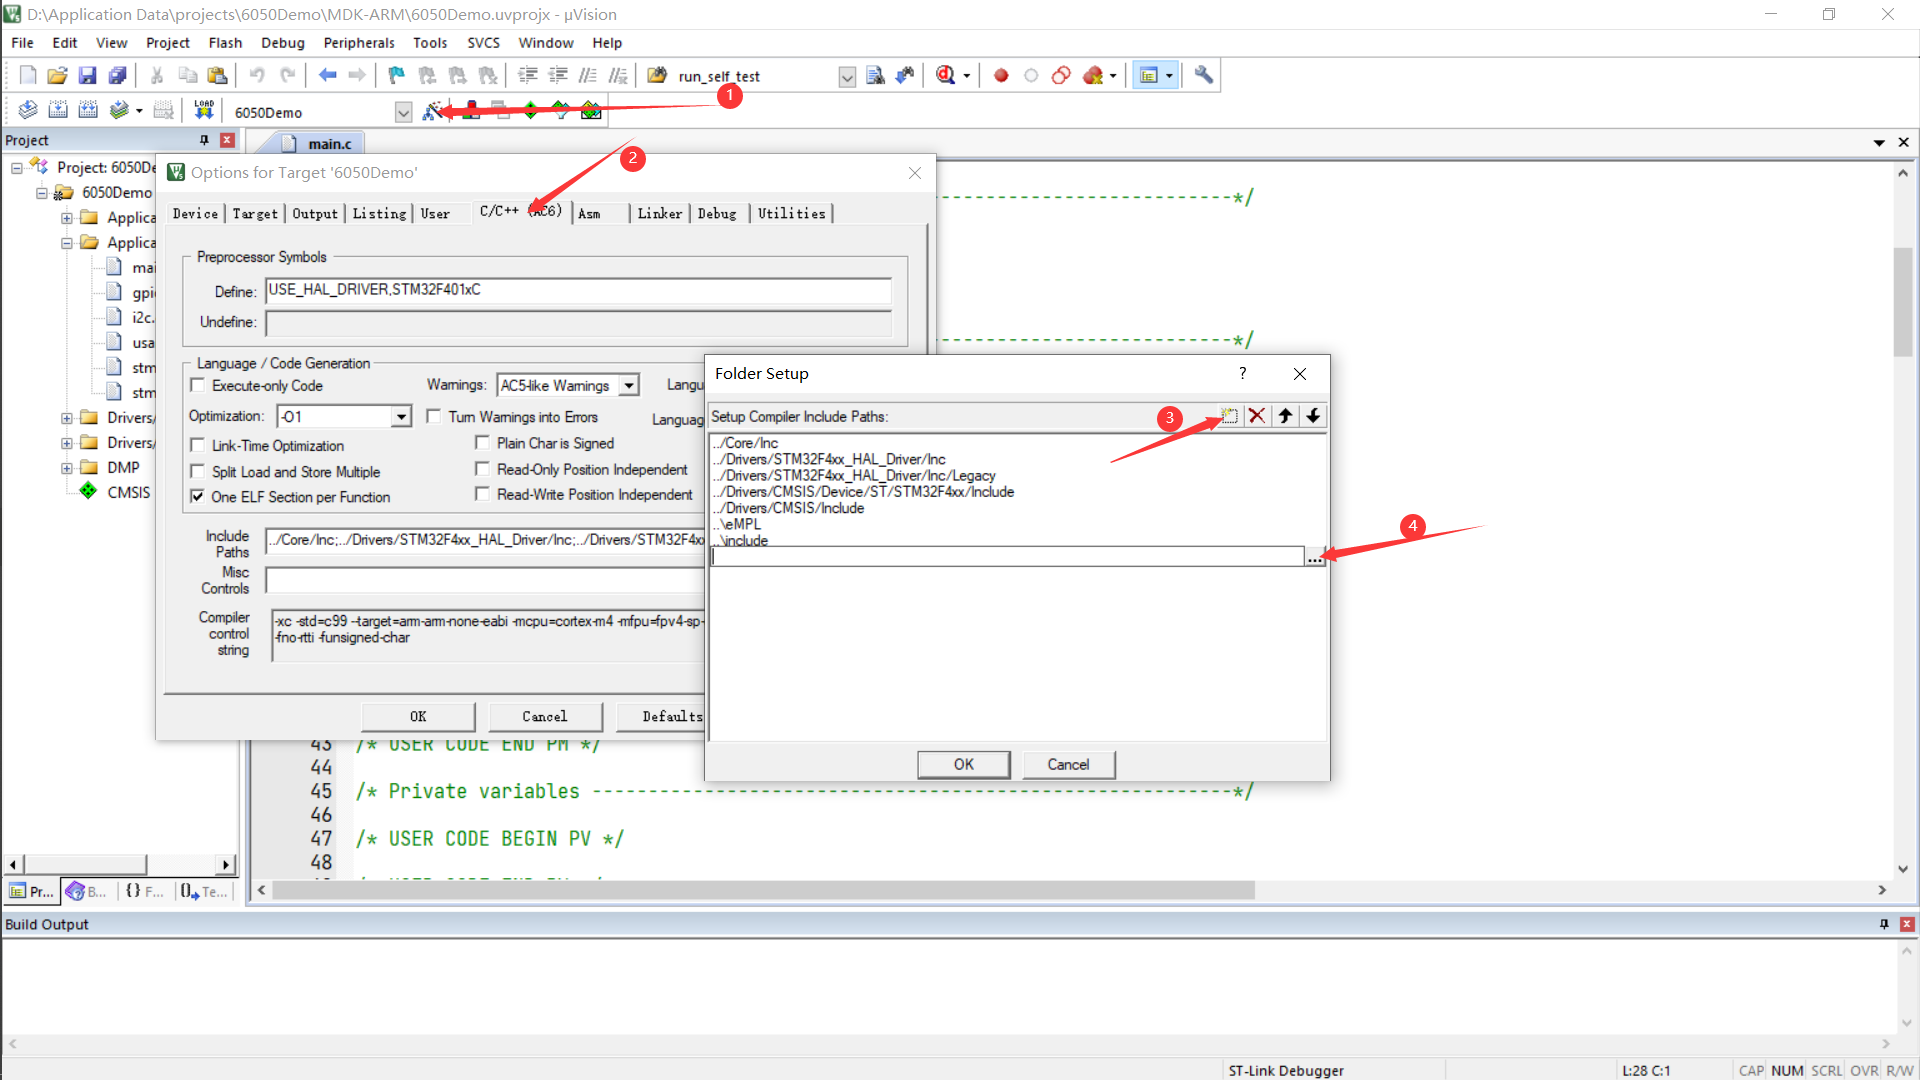 D:\Application Data\projects\6050Demo\MDK-ARM\6050Demo.uvprojx - µVision
File Edit View Project Flash Debug Peripherals Tools SVCS Window Help
run_self_test
LOAD 6050Demo
1
Project
main.c
2
Project: 6050De
6050Demo
Applica
Applica
mai
gpi
i2c.
usa
stm
stm
Drivers/
Drivers/
DMP
CMSIS
Options for Target '6050Demo'
Device Target Output Listing User C/C++ (AC6) Asm Linker Debug Utilities
Preprocessor Symbols
Define: USE_HAL_DRIVER,STM32F401xC
Undefine:
Language / Code Generation
Execute-only Code
Warnings: AC5-like Warnings
Langu
Optimization: -O1
Turn Warnings into Errors
Languag
Link-Time Optimization
Plain Char is Signed
Split Load and Store Multiple
Read-Only Position Independent
One ELF Section per Function
Read-Write Position Independent
Include Paths
../Core/Inc;../Drivers/STM32F4xx_HAL_Driver/Inc;../Drivers/STM32F4xx
Misc Controls
Compiler control string
-xc -std=c99 --target=arm-arm-none-eabi -mcpu=cortex-m4 -mfpu=fpv4-sp-
-fno-rtti -funsigned-char
OK Cancel Defaults
Folder Setup ?
Setup Compiler Include Paths:
3
../Core/Inc
../Drivers/STM32F4xx_HAL_Driver/Inc
../Drivers/STM32F4xx_HAL_Driver/Inc/Legacy
../Drivers/CMSIS/Device/ST/STM32F4xx/Include
../Drivers/CMSIS/Include
..\eMPL
..\include
...
4
OK Cancel
-----------------------------*/
-----------------------------*/
43 /* USER CODE END PM */
44
45 /* Private variables ---------------------------------------------------------*/
46
47 /* USER CODE BEGIN PV */
48
Pr... B... {} F... Te...
Build Output
ST-Link Debugger
L:28 C:1
CAP NUM SCRL OVR R/W